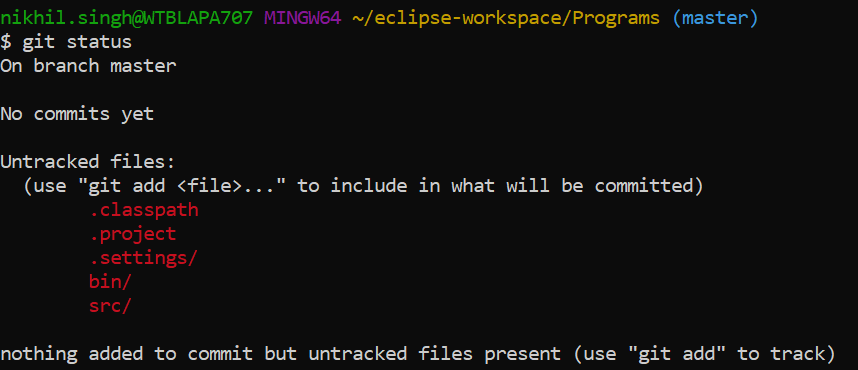 nikhil.singh@WTBLAPA707 MINGW64 ~/eclipse-workspace/Programs (master)
$ git status
On branch master
No commits yet
Untracked files:
(use "git add <file>..." to include in what will be committed)
.classpath
.project
.settings/
bin/
src/
nothing added to commit but untracked files present (use "git add" to track)